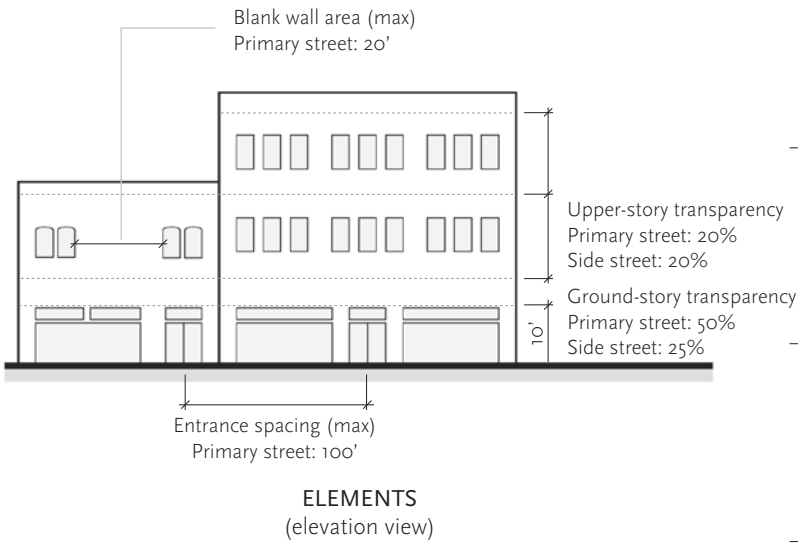 Blank wall area (max)
Primary street: 20’
Upper-story transparency
Primary street: 20%
Side street: 20%
Ground-story transparency
Primary street: 50%
Side street: 25%
10’
Entrance spacing (max)
Primary street: 100’
ELEMENTS
(elevation view)